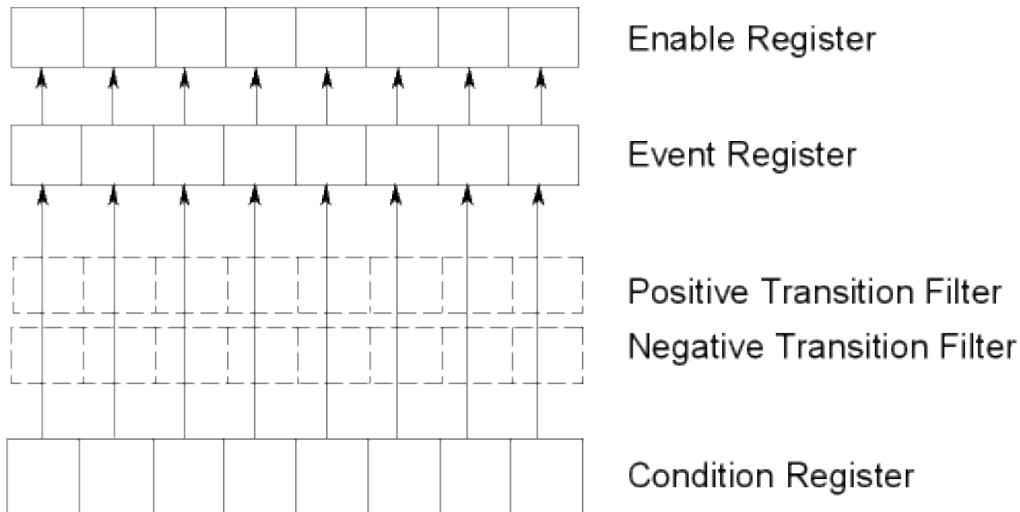 Enable Register
Event Register
Positive Transition Filter
Negative Transition Filter
Condition Register